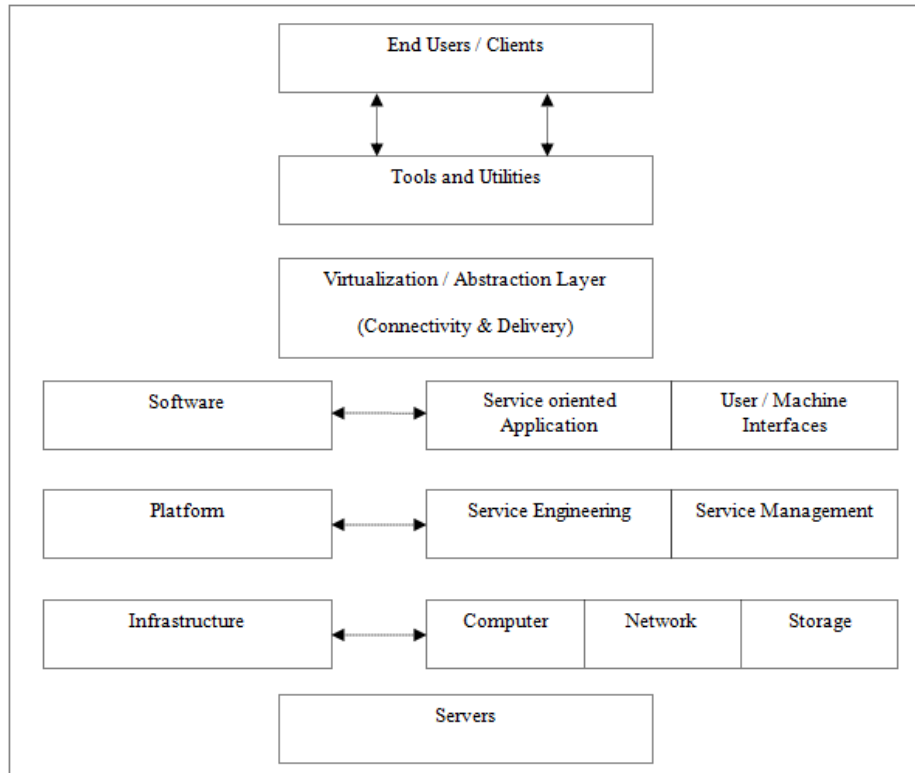 End Users / Clients
Tools and Utilities
Virtualization / Abstraction Layer
(Connectivity & Delivery)
Software
Service oriented
Application
User / Machine
Interfaces
Platform
Service Engineering
Service Management
Infrastructure
Computer
Network
Storage
Servers